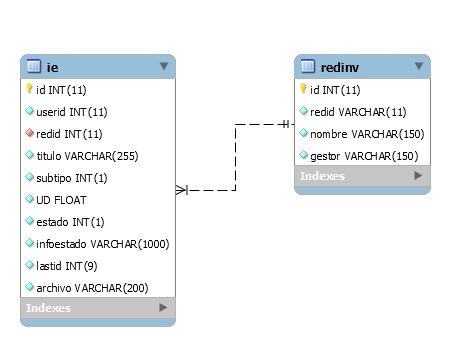 ie
id INT(11)
userid INT(11)
redid INT(11)
titulo VARCHAR(255)
subtipo INT(1)
UD FLOAT
estado INT(1)
infoestado VARCHAR(1000)
lastid INT(9)
archivo VARCHAR(200)
Indexes
redinv
id INT(11)
redid VARCHAR(11)
nombre VARCHAR(150)
gestor VARCHAR(150)
Indexes